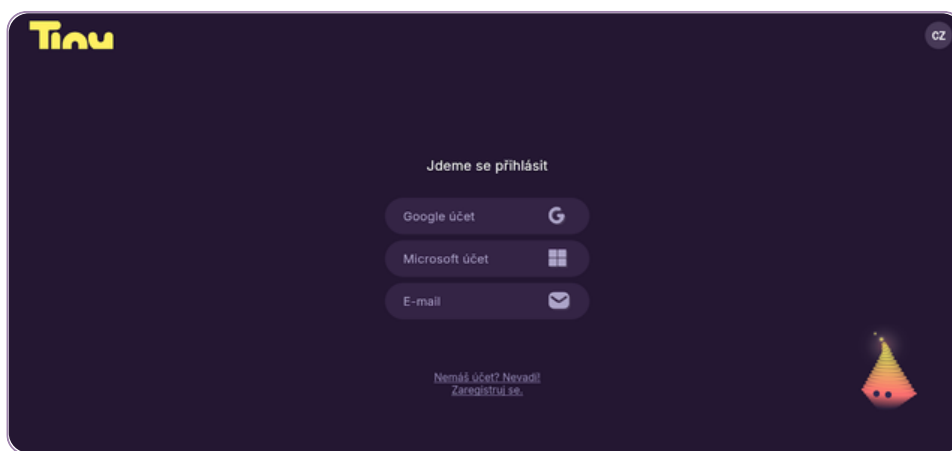 Tinu
CZ
Jdeme se přihlásit
Google účet
Microsoft účet
E-mail
Nemáš účet? Nevadí!
Zaregistruj se.